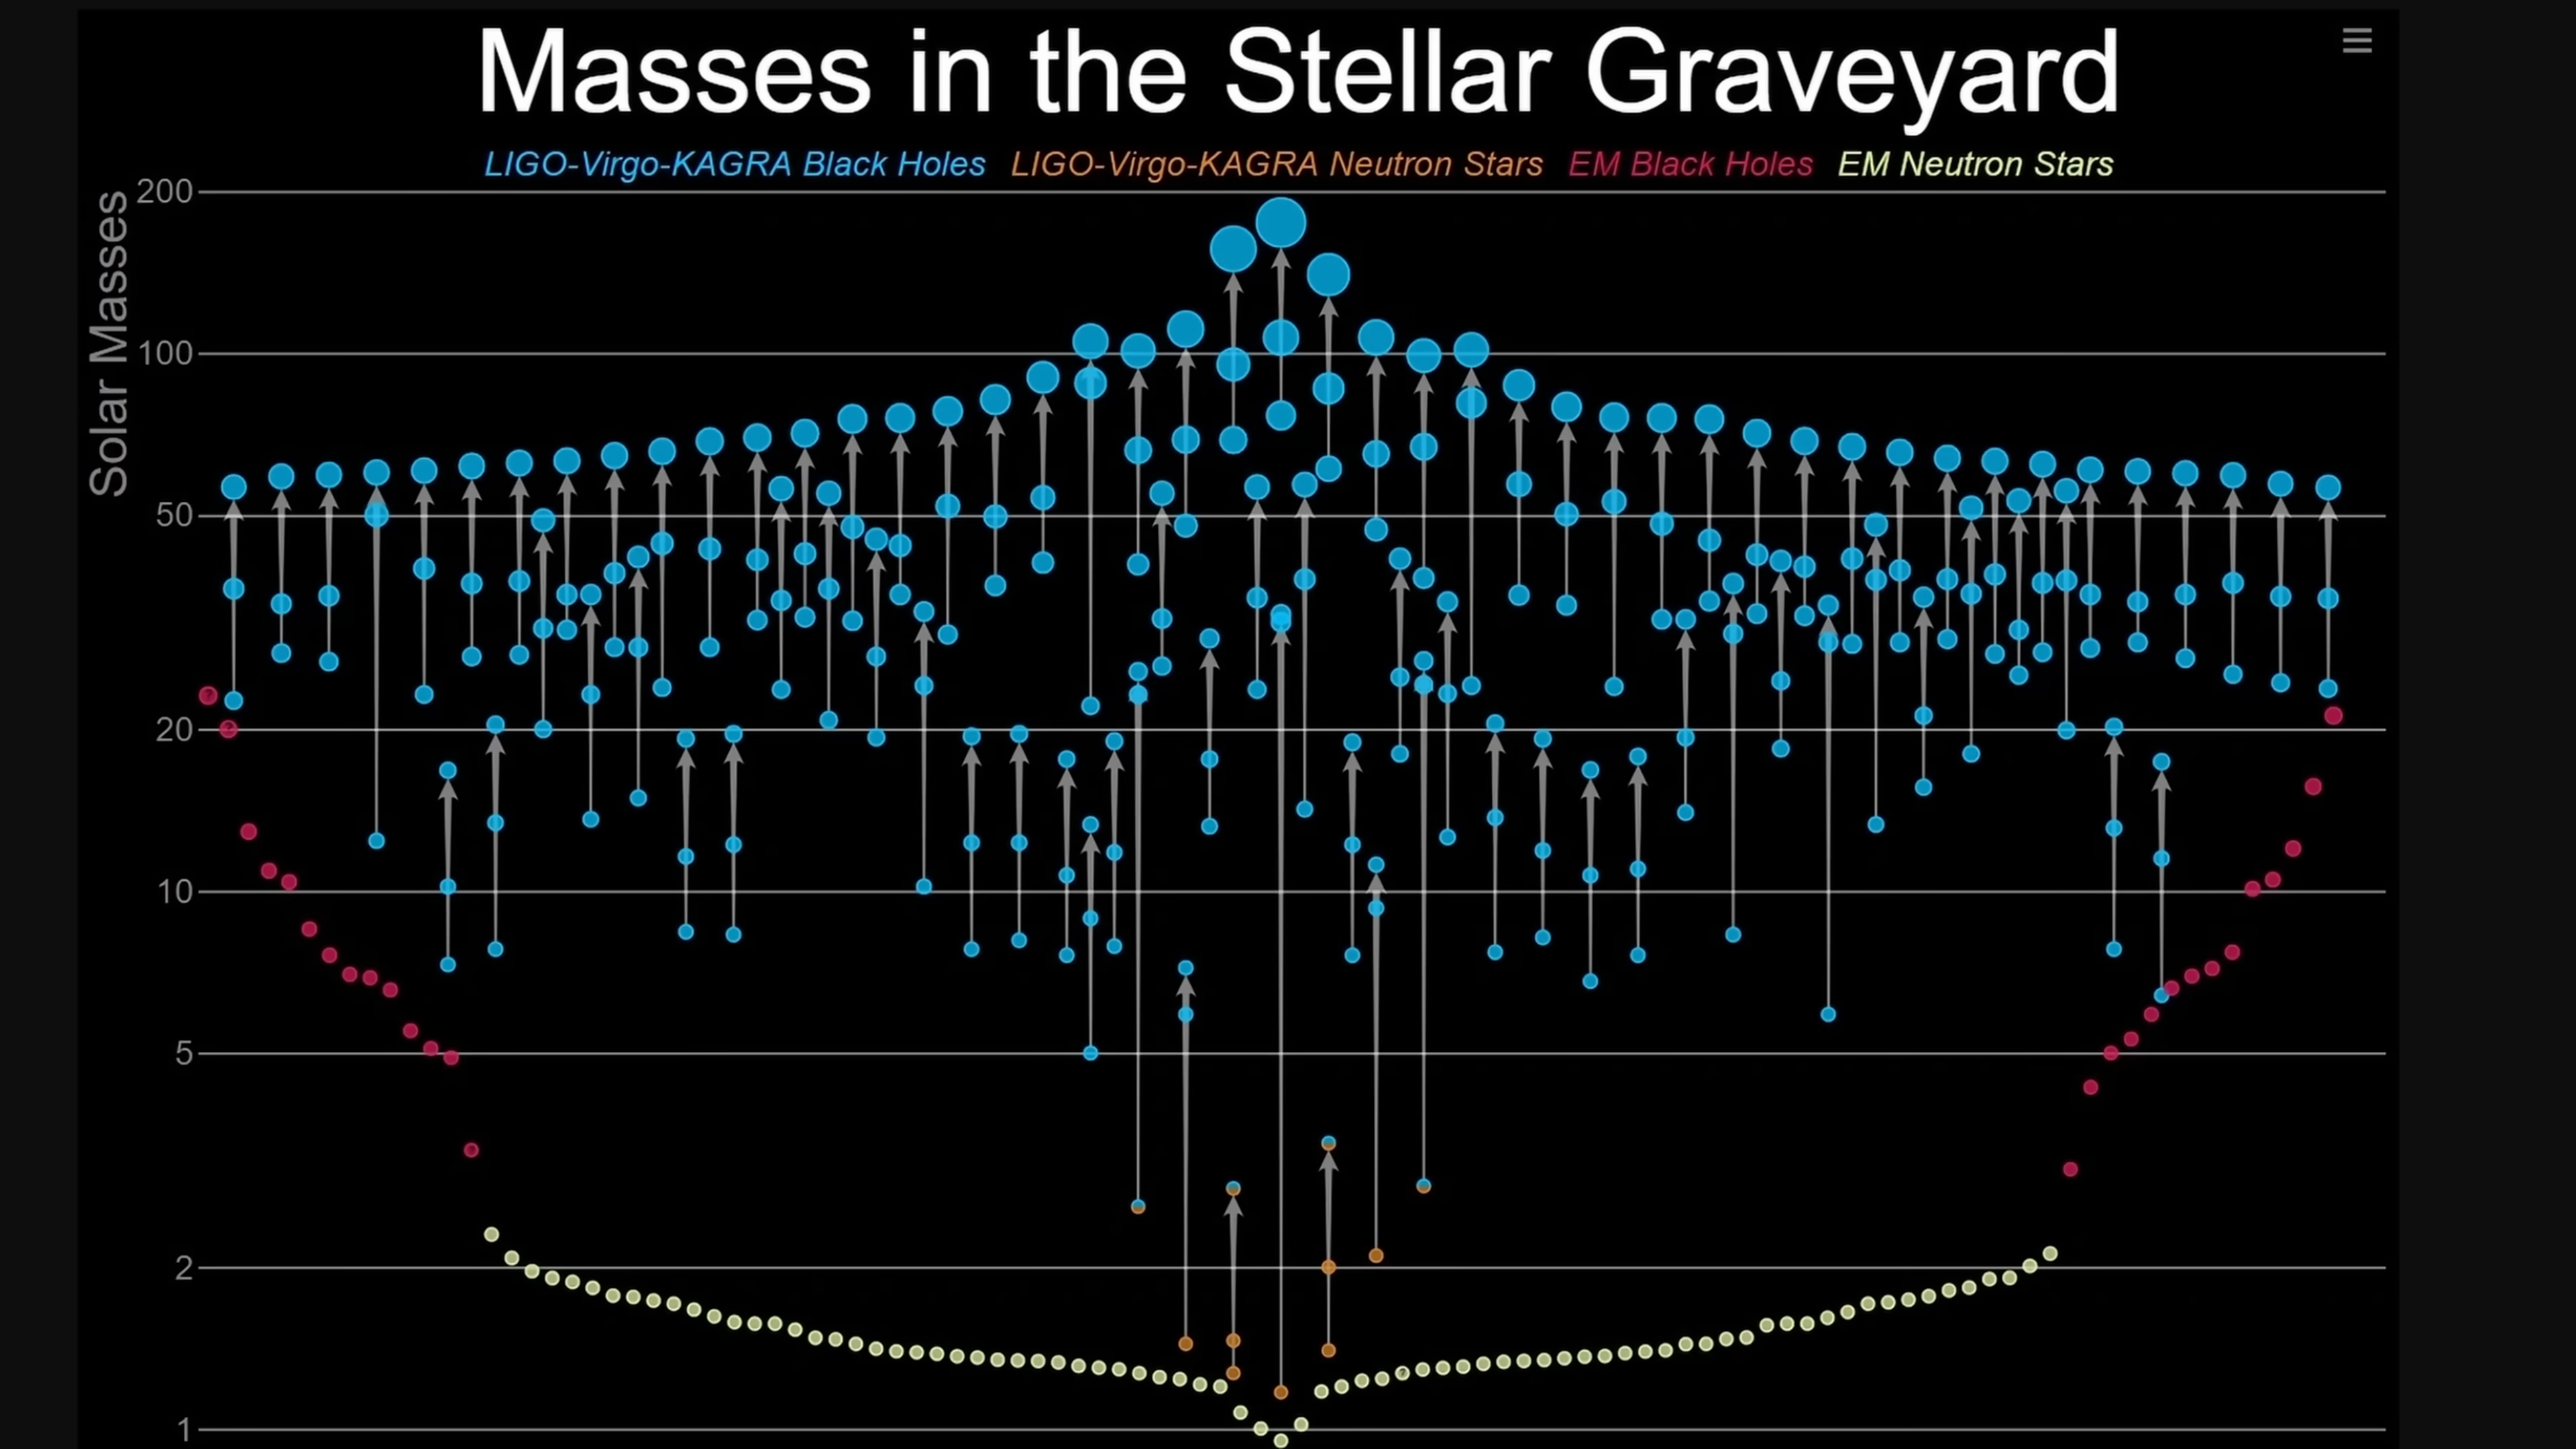 Masses in the Stellar Graveyard
LIGO-Virgo-KAGRA Black Holes LIGO-Virgo-KAGRA Neutron Stars EM Black Holes EM Neutron Stars
Solar Masses
200
100
50
20
10
5
2
1